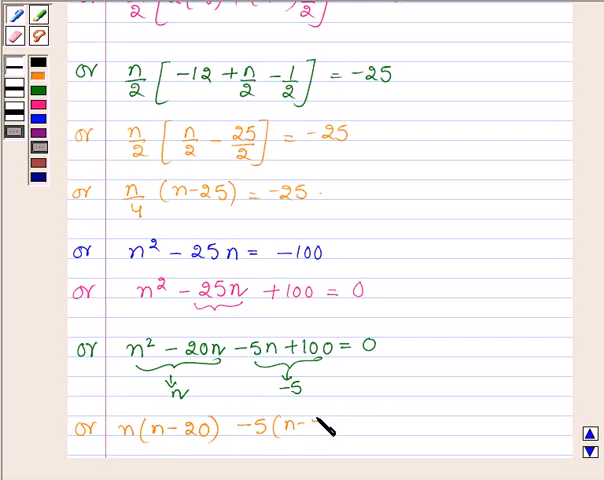 or n/2 [ -12 + n/2 - 1/2 ] = -25
or n/2 [ n/2 - 25/2 ] = -25
or n/4 (n-25) = -25
or n² - 25n = -100
or n² - 25n + 100 = 0
or n² - 20n - 5n + 100 = 0
n -5
or n(n-20) -5(n-